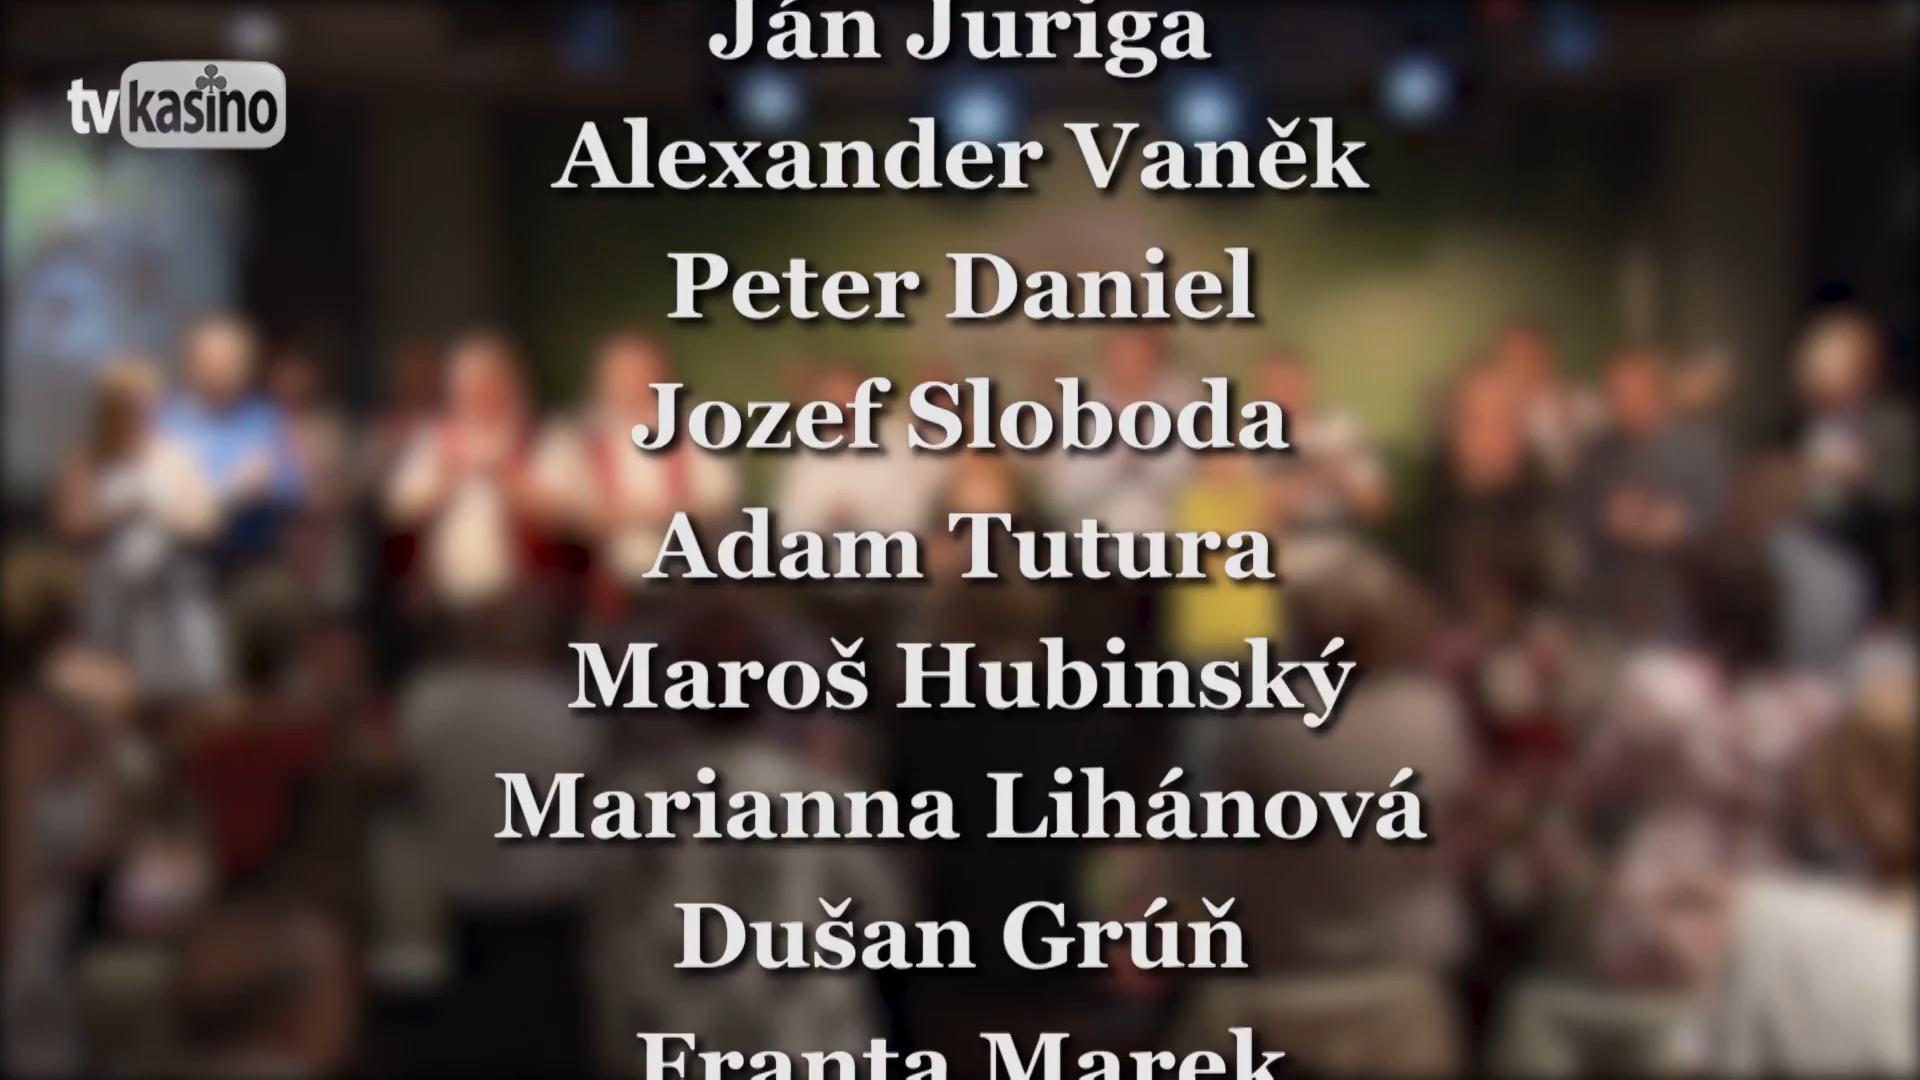 Ján Juriga
tvkasino
Alexander Vaněk
Peter Daniel
Jozef Sloboda
Adam Tutura
Maroš Hubinský
Marianna Lihánová
Dušan Grúň
Franta Marek